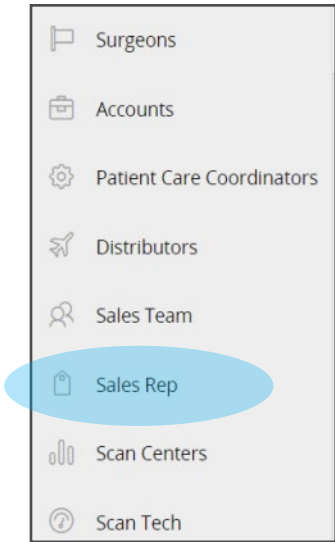 Surgeons
Accounts
Patient Care Coordinators
Distributors
Sales Team
Sales Rep
Scan Centers
Scan Tech